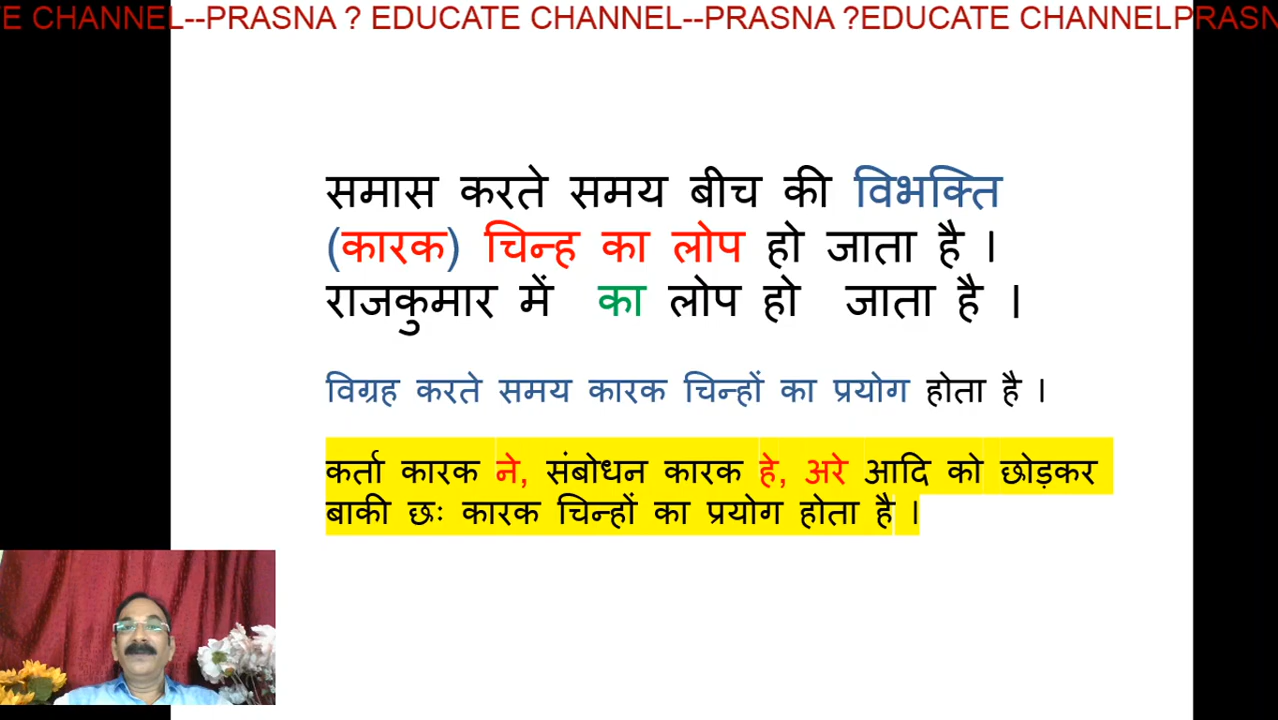 E CHANNEL--PRASNA ? EDUCATE CHANNEL--PRASNA ?EDUCATE CHANNELPRASN
समास करते समय बीच की विभक्ति
(कारक) चिन्ह का लोप हो जाता है ।
राजकुमार में का लोप हो जाता है ।
विग्रह करते समय कारक चिन्हों का प्रयोग होता है ।
कर्ता कारक ने, संबोधन कारक हे, अरे आदि को छोड़कर
बाकी छः कारक चिन्हों का प्रयोग होता है ।